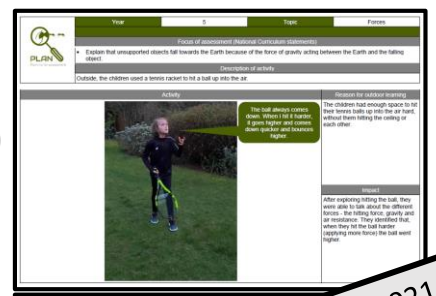 Year 5 Topic Forces
PLAN
Focus of assessment (National Curriculum statements)
• Explain that unsupported objects fall towards the Earth because of the force of gravity acting between the Earth and the falling
object.
Description of activity
Outside, the children used a tennis racket to hit a ball up into the air.
Activity
The ball always comes
down. When I hit it harder,
it goes higher and comes
down quicker and bounces
higher.
Reason for outdoor learning
The children had enough space to hit
their tennis balls up into the air hard,
without them hitting the ceiling or
each other.
Impact
After exploring hitting the ball, they
were able to talk about the different
forces - the hitting force, gravity and
air resistance. They identified that,
when they hit the ball harder
(applying more force) the ball went
higher.
021